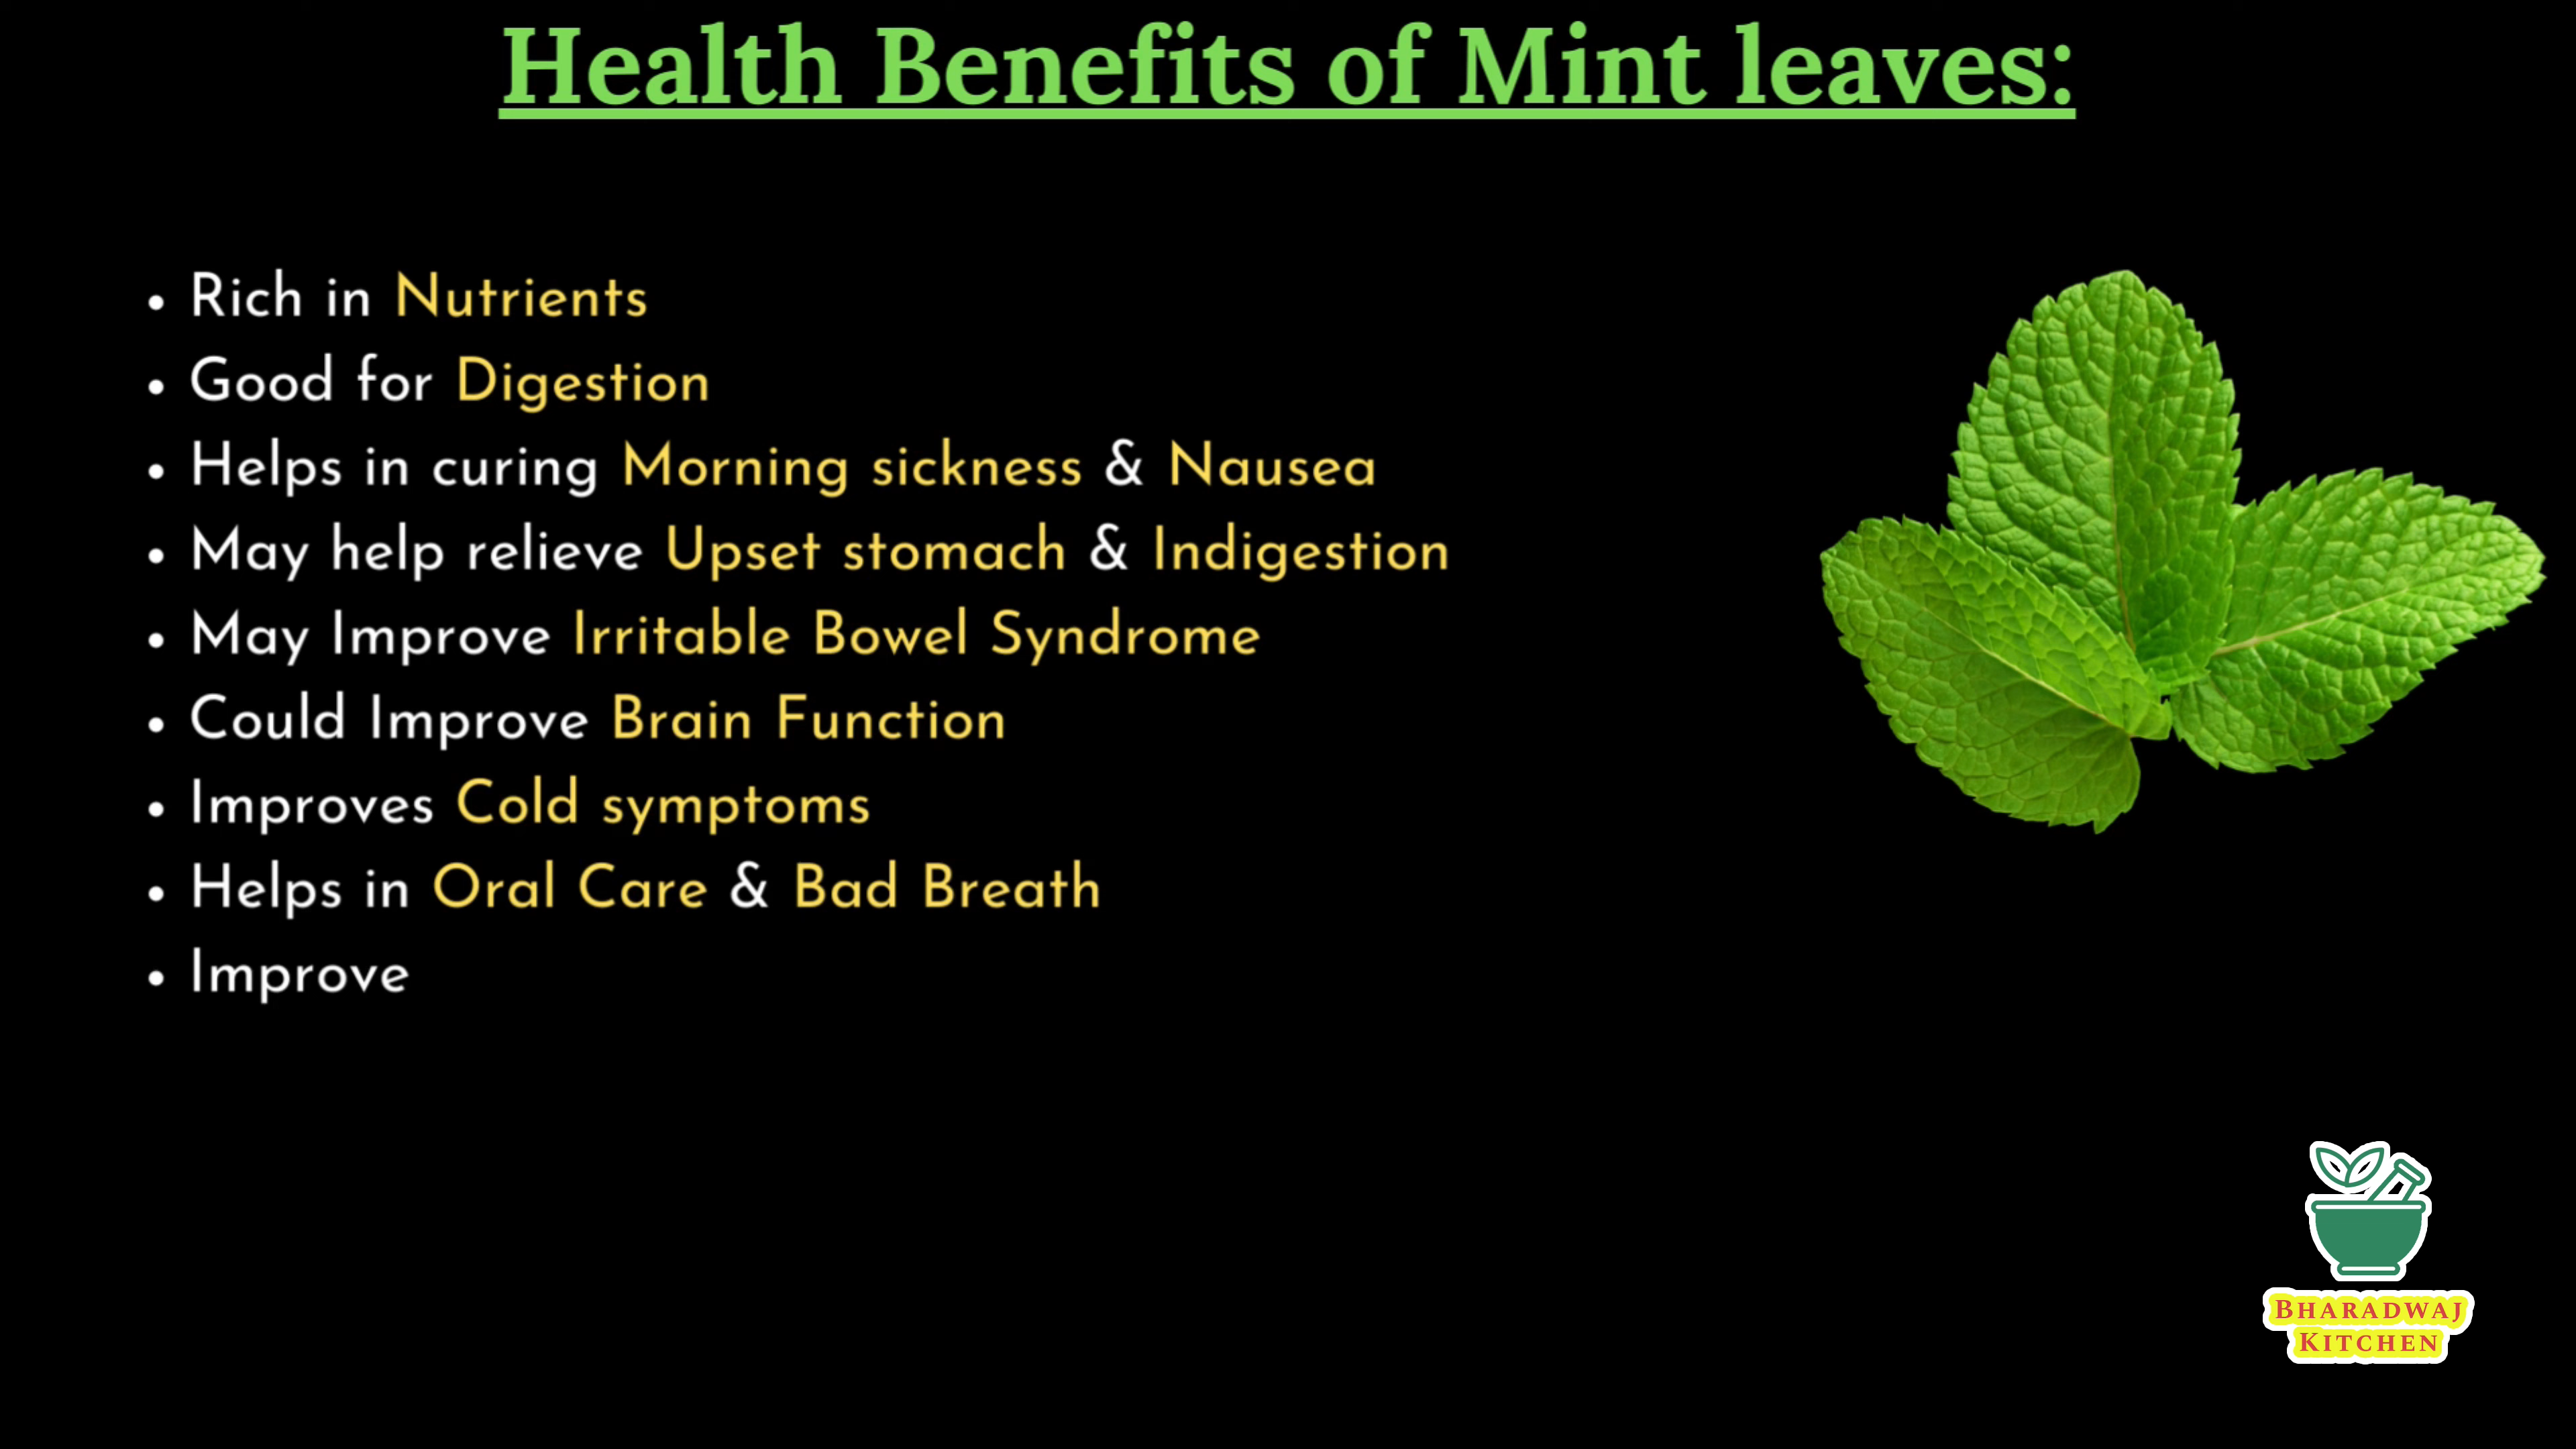 Health Benefits of Mint leaves:
• Rich in Nutrients
• Good for Digestion
• Helps in curing Morning sickness & Nausea
• May help relieve Upset stomach & Indigestion
• May Improve Irritable Bowel Syndrome
• Could Improve Brain Function
• Improves Cold symptoms
• Helps in Oral Care & Bad Breath
• Improve
BHARADWAJ
KITCHEN